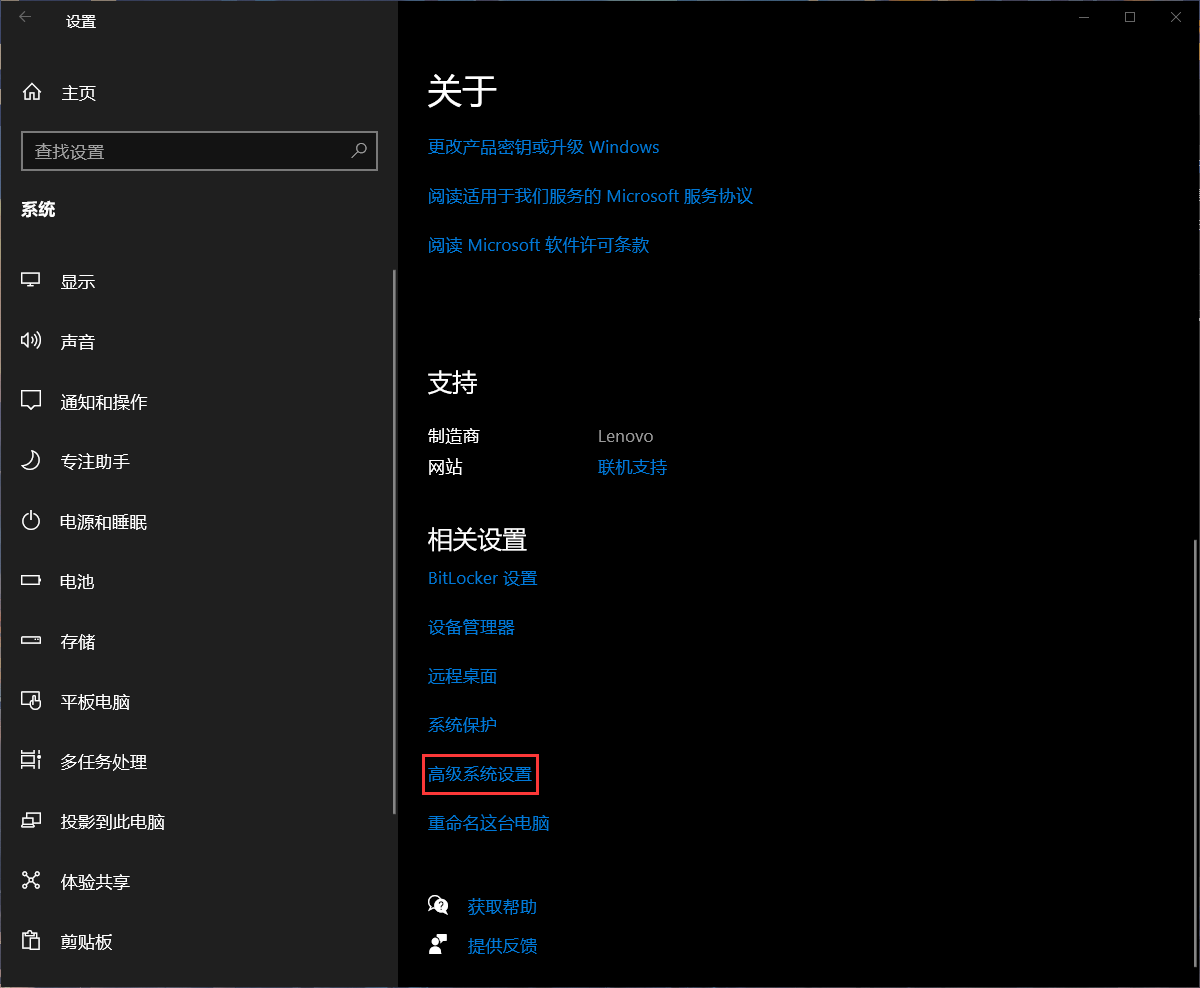 设置
主页
查找设置
系统
显示
声音
通知和操作
专注助手
电源和睡眠
电池
存储
平板电脑
多任务处理
投影到此电脑
体验共享
剪贴板
关于
更改产品密钥或升级 Windows
阅读适用于我们服务的 Microsoft 服务协议
阅读 Microsoft 软件许可条款
支持
制造商 Lenovo
网站 联机支持
相关设置
BitLocker 设置
设备管理器
远程桌面
系统保护
高级系统设置
重命名这台电脑
获取帮助
提供反馈